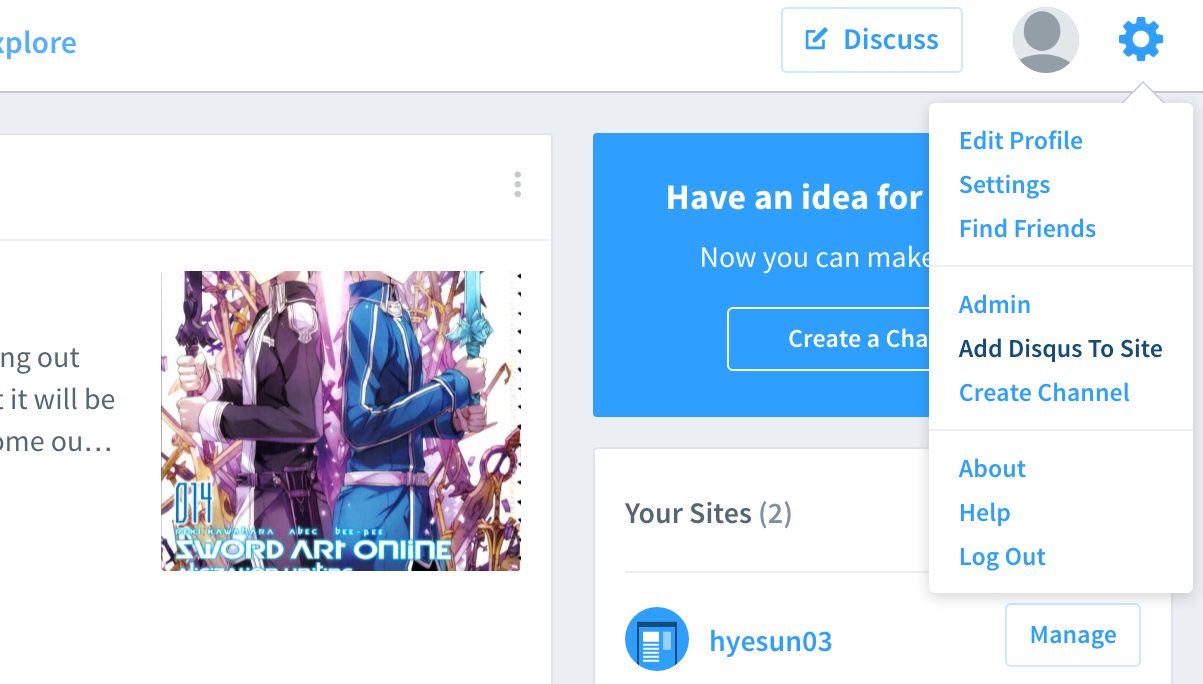 xplore
Discuss
Edit Profile
Settings
Find Friends
Admin
Add Disqus To Site
Create Channel
About
Help
Log Out
Have an idea for
Now you can make
Create a Cha
ng out
it will be
ome ou…
014
REKI KAWAHARA abec bee-pee
SWORD ART ONLINE
Your Sites (2)
hyesun03
Manage